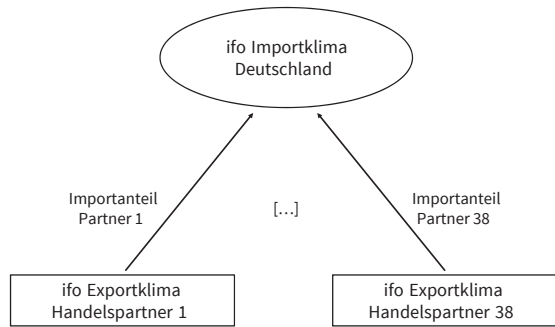 ifo Importklima
Deutschland
Importanteil
Partner 1
[...]
Importanteil
Partner 38
ifo Exportklima
Handelspartner 1
ifo Exportklima
Handelspartner 38